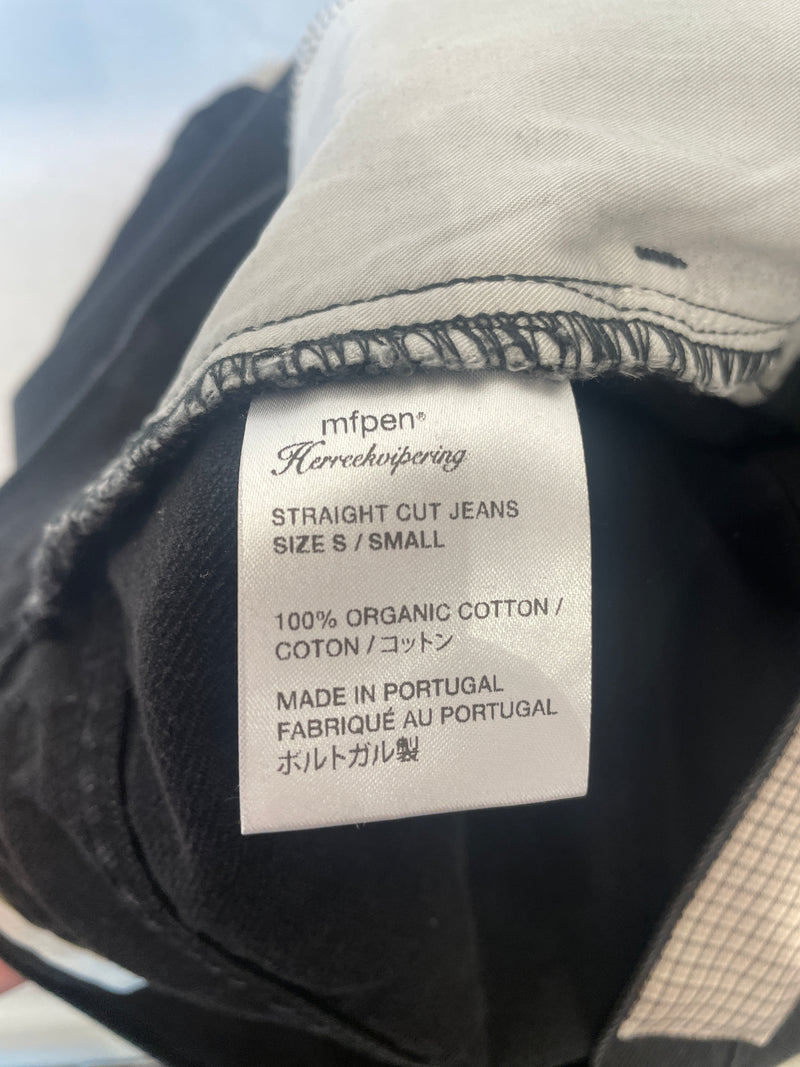 mfpen®
Herreekvipering
STRAIGHT CUT JEANS
SIZE S / SMALL
100% ORGANIC COTTON /
COTON / コットン
MADE IN PORTUGAL
FABRIQUÉ AU PORTUGAL
ポルトガル製